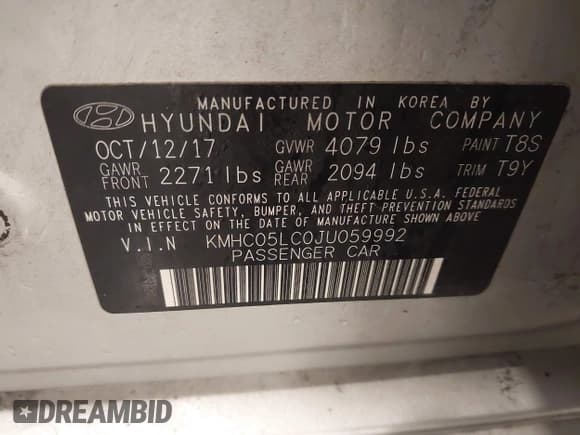 MANUFACTURED IN KOREA BY
HYUNDAI MOTOR COMPANY
OCT/12/17 GVWR 4079 lbs PAINT T8S
GAWR FRONT 2271 lbs GAWR REAR 2094 lbs TRIM T9Y
THIS VEHICLE CONFORMS TO ALL APPLICABLE U.S.A. FEDERAL
MOTOR VEHICLE SAFETY, BUMPER, AND THEFT PREVENTION STANDARDS
IN EFFECT ON THE DATE OF MANUFACTURE SHOWN ABOVE.
V.I.N KMHC05LC0JU059992
PASSENGER CAR
DREAMBID